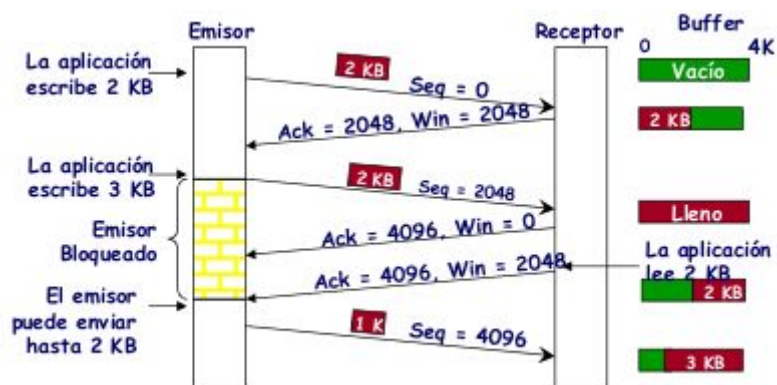 Emisor
Receptor
Buffer
0
4K
La aplicación
escribe 2 KB
2 KB
Seq = 0
Vacío
Ack = 2048, Win = 2048
2 KB
La aplicación
escribe 3 KB
2 KB
Seq = 2048
Lleno
Emisor
Bloqueado
Ack = 4096, Win = 0
La aplicación
lee 2 KB
Ack = 4096, Win = 2048
2 KB
El emisor
puede enviar
hasta 2 KB
1 K
Seq = 4096
3 KB